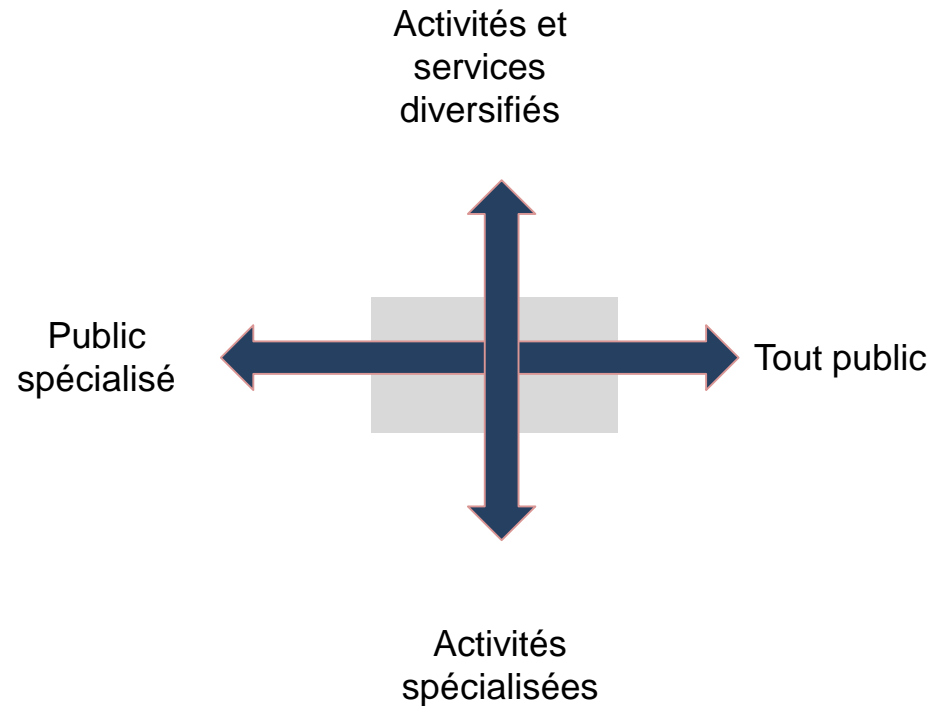 Activités et
services
diversifiés
Public
spécialisé
Tout public
Activités
spécialisées